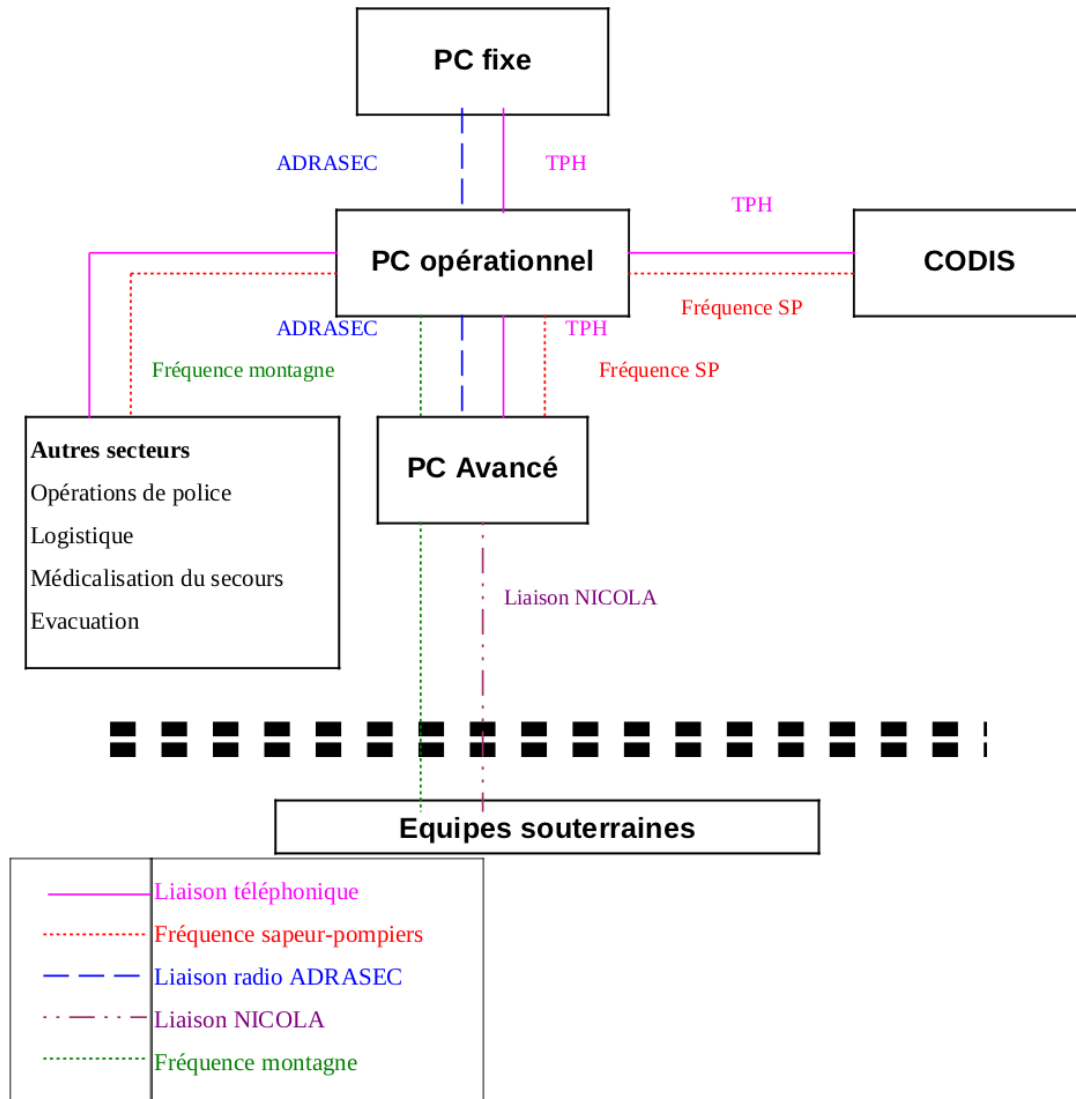 PC fixe
ADRASEC
TPH
TPH
PC opérationnel
CODIS
Fréquence SP
ADRASEC
TPH
Fréquence montagne
Fréquence SP
Autres secteurs
Opérations de police
Logistique
Médicalisation du secours
Evacuation
PC Avancé
Liaison NICOLA
Equipes souterraines
Liaison téléphonique
Fréquence sapeur-pompiers
Liaison radio ADRASEC
Liaison NICOLA
Fréquence montagne